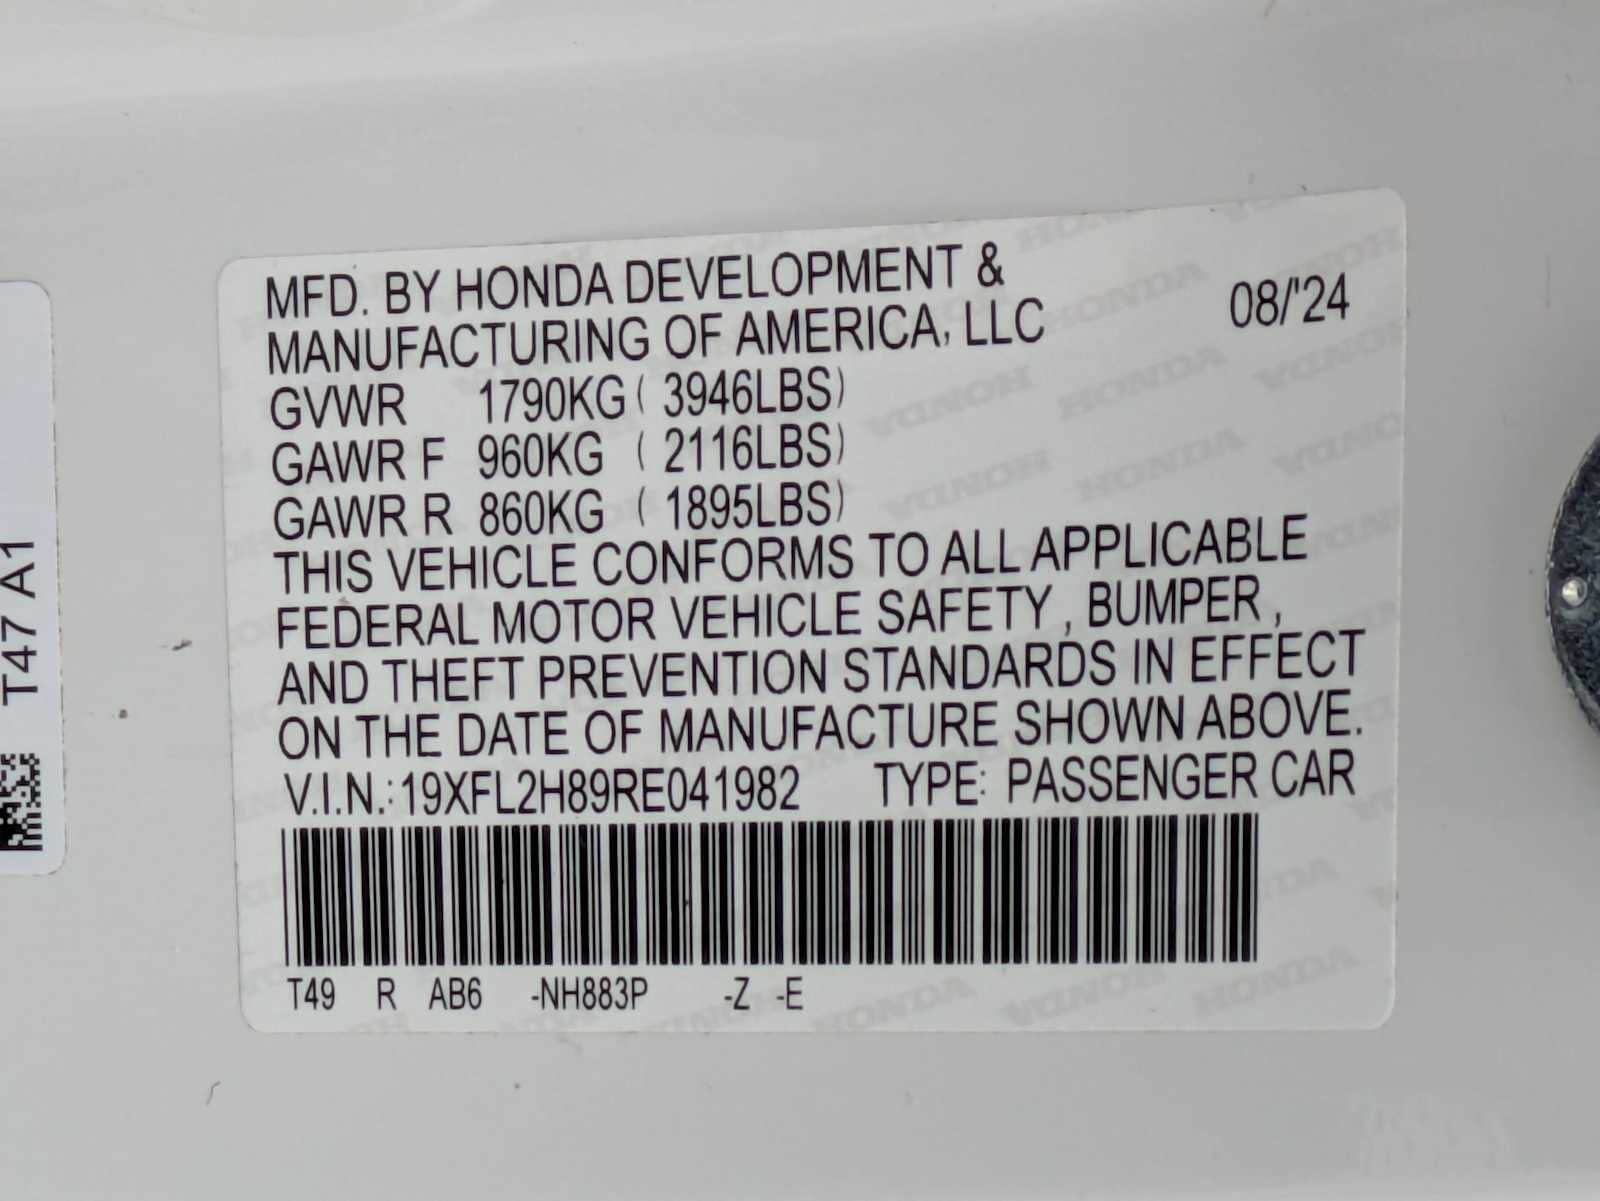 MFD. BY HONDA DEVELOPMENT &
MANUFACTURING OF AMERICA, LLC 08/'24
GVWR 1790KG ( 3946LBS)
GAWR F 960KG ( 2116LBS)
GAWR R 860KG ( 1895LBS)
THIS VEHICLE CONFORMS TO ALL APPLICABLE
FEDERAL MOTOR VEHICLE SAFETY , BUMPER ,
AND THEFT PREVENTION STANDARDS IN EFFECT
ON THE DATE OF MANUFACTURE SHOWN ABOVE.
V.I.N.: 19XFL2H89RE041982 TYPE: PASSENGER CAR
T49 R AB6 -NH883P -Z -E
T47 A1